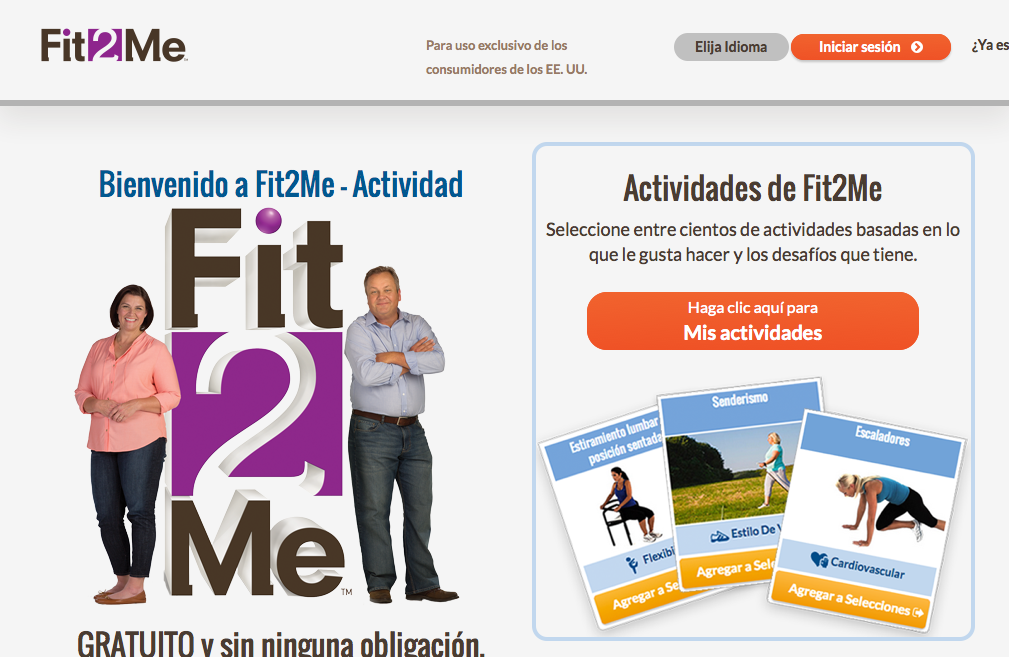 Fit2Me
Para uso exclusivo de los
consumidores de los EE. UU.
Elija Idioma
Iniciar sesión
¿Ya es
Bienvenido a Fit2Me - Actividad
Fit
2
Me™
GRATUITO y sin ninguna obligación.
Actividades de Fit2Me
Seleccione entre cientos de actividades basadas en lo
que le gusta hacer y los desafíos que tiene.
Haga clic aquí para
Mis actividades
Estiramiento lumbar
posición sentada
Flexibi
Agregar a Se
Senderismo
Estilo De V
Agregar a Sele
Escaladores
Cardiovascular
Agregar a Selecciones